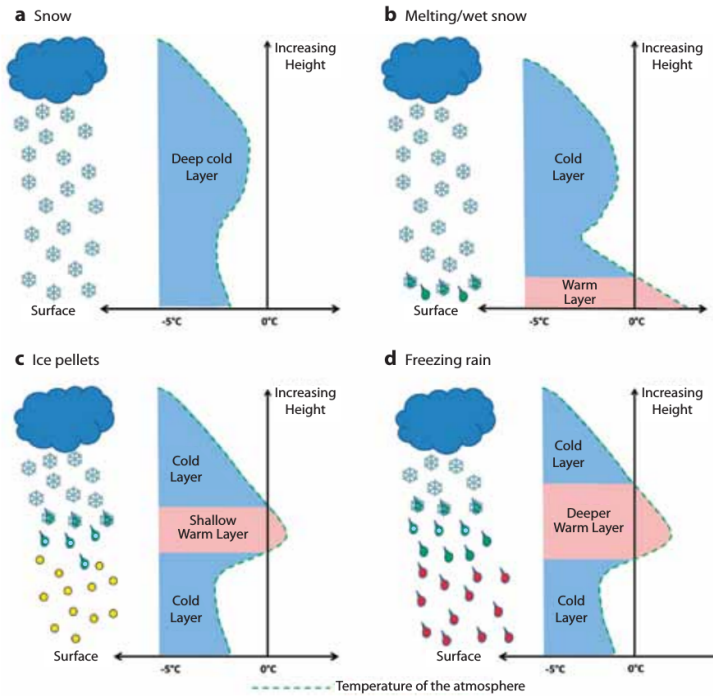 a Snow
Increasing
Height
Deep cold
Layer
Surface
-5°C
0°C
b Melting/wet snow
Increasing
Height
Cold
Layer
Warm
Layer
Surface
-5°C
0°C
c Ice pellets
Increasing
Height
Cold
Layer
Shallow
Warm Layer
Cold
Layer
Surface
-5°C
0°C
d Freezing rain
Increasing
Height
Cold
Layer
Deeper
Warm Layer
Cold
Layer
Surface
-5°C
0°C
Temperature of the atmosphere